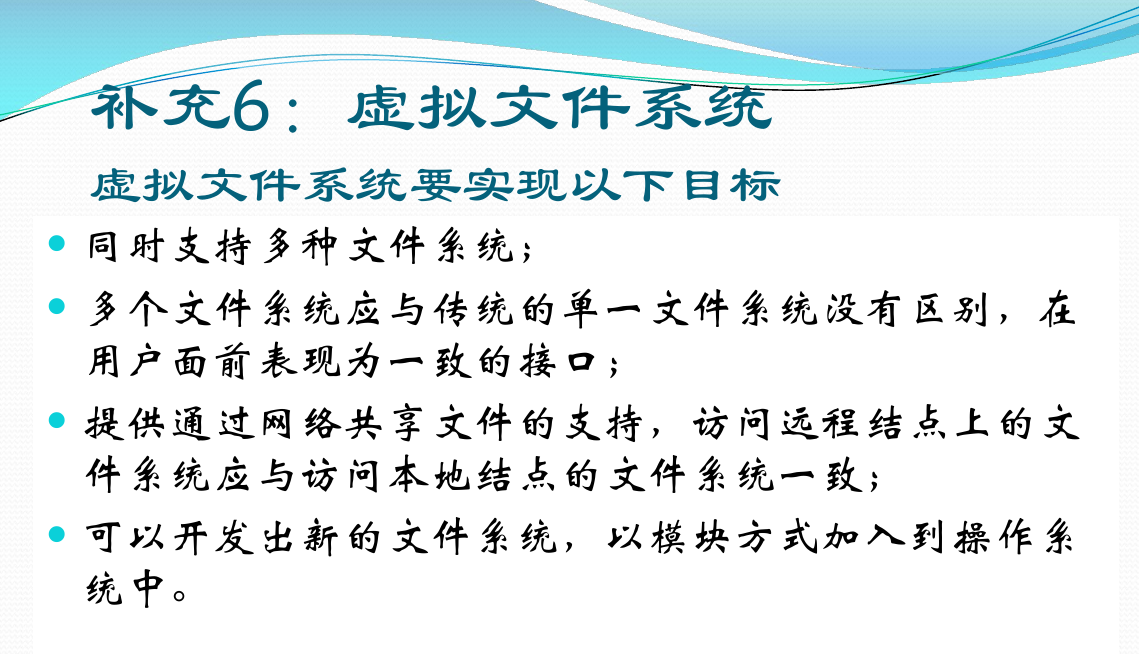 补充6：虚拟文件系统
虚拟文件系统要实现以下目标
同时支持多种文件系统；
多个文件系统应与传统的单一文件系统没有区别，在
用户面前表现为一致的接口；
提供通过网络共享文件的支持，访问远程结点上的文
件系统应与访问本地结点的文件系统一致；
可以开发出新的文件系统，以模块方式加入到操作系
统中。